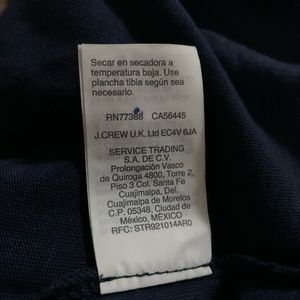 Secar en secadora a
temperatura baja. Use
plancha tibia según sea
necesario.
RN77388 CA56445
J.CREW U.K. Ltd EC4V 6JA
SERVICE TRADING
S.A. DE C.V.
Prolongación Vasco
de Quiroga 4800, Torre 2,
Piso 3 Col. Santa Fe
Cuajimalpa Del.
Cuajimalpa de Morelos
C.P. 05348, Ciudad de
México, MÉXICO
RFC: STR921014AR0